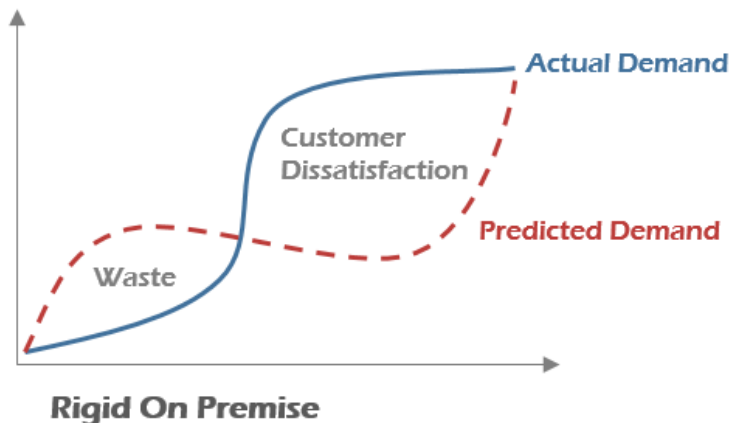 Actual Demand
Customer
Dissatisfaction
Predicted Demand
Waste
Rigid On Premise